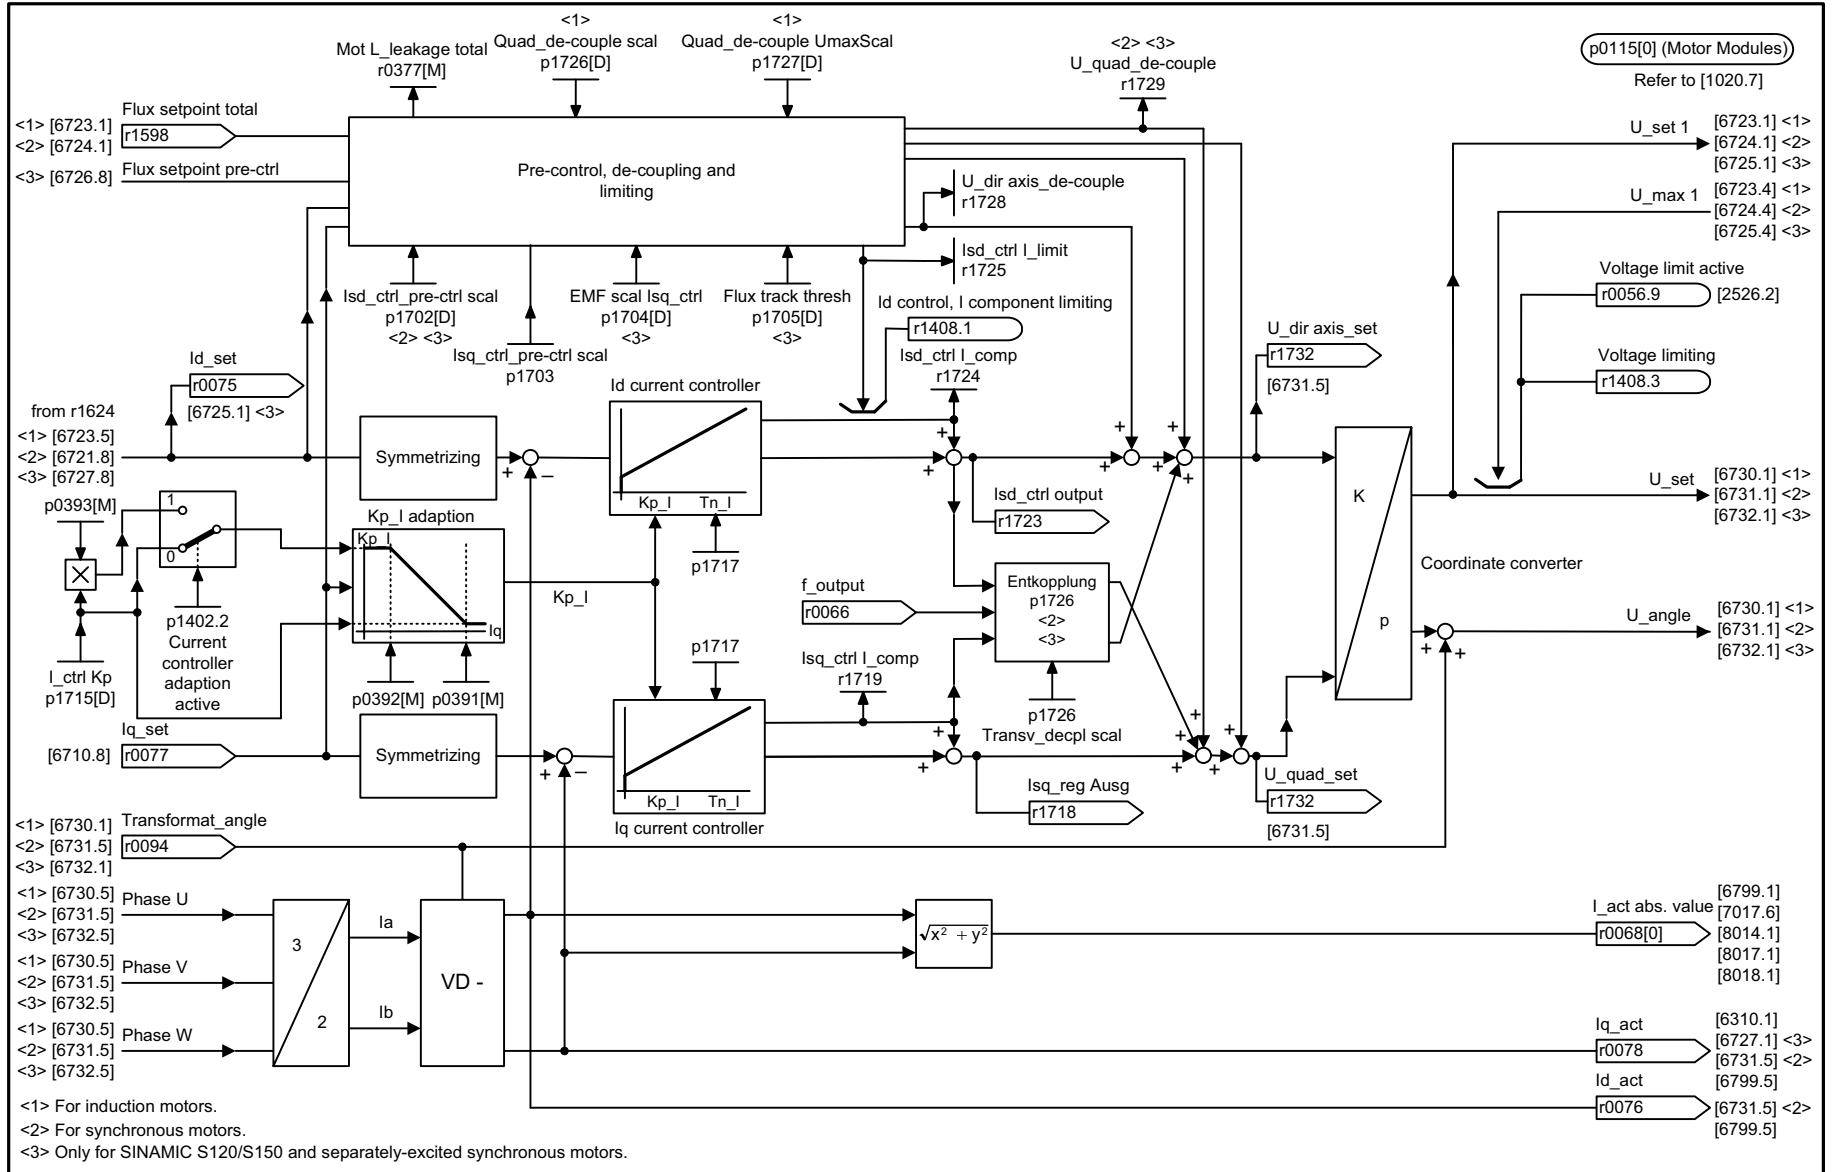 <1>
Quad_de-couple scal
p1726[D]
<1>
Quad_de-couple UmaxScal
p1727[D]
Mot L_leakage total
r0377[M]
<2> <3>
U_quad_de-couple
r1729
p0115[0] (Motor Modules)
Refer to [1020.7]
Flux setpoint total
<1> [6723.1]
<2> [6724.1]
r1598
<3> [6726.8]
Flux setpoint pre-ctrl
Pre-control, de-coupling and
limiting
U_dir axis_de-couple
r1728
Isd_ctrl I_limit
r1725
U_set 1
[6723.1] <1>
[6724.1] <2>
[6725.1] <3>
U_max 1
[6723.4] <1>
[6724.4] <2>
[6725.4] <3>
Voltage limit active
r0056.9
[2526.2]
Voltage limiting
r1408.3
Isd_ctrl_pre-ctrl scal
p1702[D]
<2> <3>
Isq_ctrl_pre-ctrl scal
p1703
EMF scal Isq_ctrl
p1704[D]
<3>
Flux track thresh
p1705[D]
<3>
Id control, I component limiting
r1408.1
Isd_ctrl I_comp
r1724
U_dir axis_set
r1732
[6731.5]
Id_set
r0075
[6725.1] <3>
from r1624
<1> [6723.5]
<2> [6721.8]
<3> [6727.8]
Symmetrizing
+
–
Id current controller
Kp_I
Tn_I
p1717
+
+
+
+
+
+
+
Isd_ctrl output
r1723
K
p
Coordinate converter
U_set
[6730.1] <1>
[6731.1] <2>
[6732.1] <3>
p0393[M]
1
0
p1402.2
Current
controller
adaption
active
I_ctrl Kp
p1715[D]
Kp_I adaption
Kp_I
Iq
p0392[M]
p0391[M]
Kp_I
f_output
r0066
Entkopplung
p1726
<2>
<3>
p1726
Transv_decpl scal
U_angle
+
+
[6730.1] <1>
[6731.1] <2>
[6732.1] <3>
p1717
Isq_ctrl I_comp
r1719
Iq_set
[6710.8]
r0077
Symmetrizing
+
–
Kp_I
Tn_I
Iq current controller
+
+
+
+
+
+
Isq_reg Ausg
r1718
U_quad_set
r1732
[6731.5]
Transformat_angle
<1> [6730.1]
<2> [6731.5]
<3> [6732.1]
r0094
<1> [6730.5]
<2> [6731.5]
<3> [6732.5]
Phase U
<1> [6730.5]
<2> [6731.5]
<3> [6732.5]
Phase V
<1> [6730.5]
<2> [6731.5]
<3> [6732.5]
Phase W
3
2
Ia
Ib
VD -
√x² + y²
I_act abs. value
r0068[0]
[6799.1]
[7017.6]
[8014.1]
[8017.1]
[8018.1]
Iq_act
r0078
[6310.1]
[6727.1] <3>
[6731.5] <2>
[6799.5]
Id_act
r0076
[6731.5] <2>
[6799.5]
<1> For induction motors.
<2> For synchronous motors.
<3> Only for SINAMIC S120/S150 and separately-excited synchronous motors.